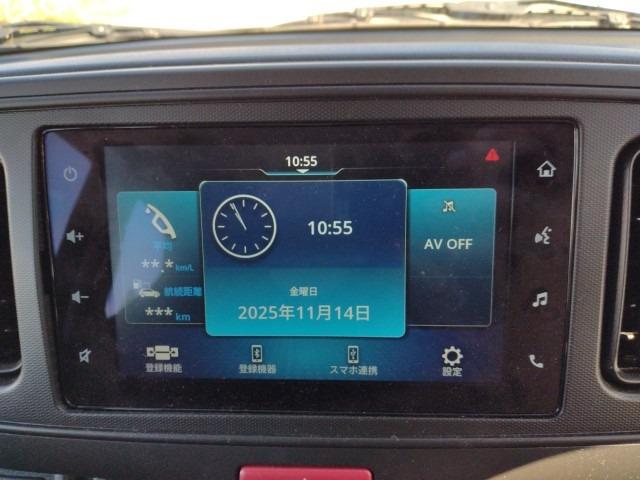 10:55
平均
**.*km/L
航続距離
***km
10:55
金曜日
2025年11月14日
AV OFF
登録機能
登録機器
スマホ連携
設定